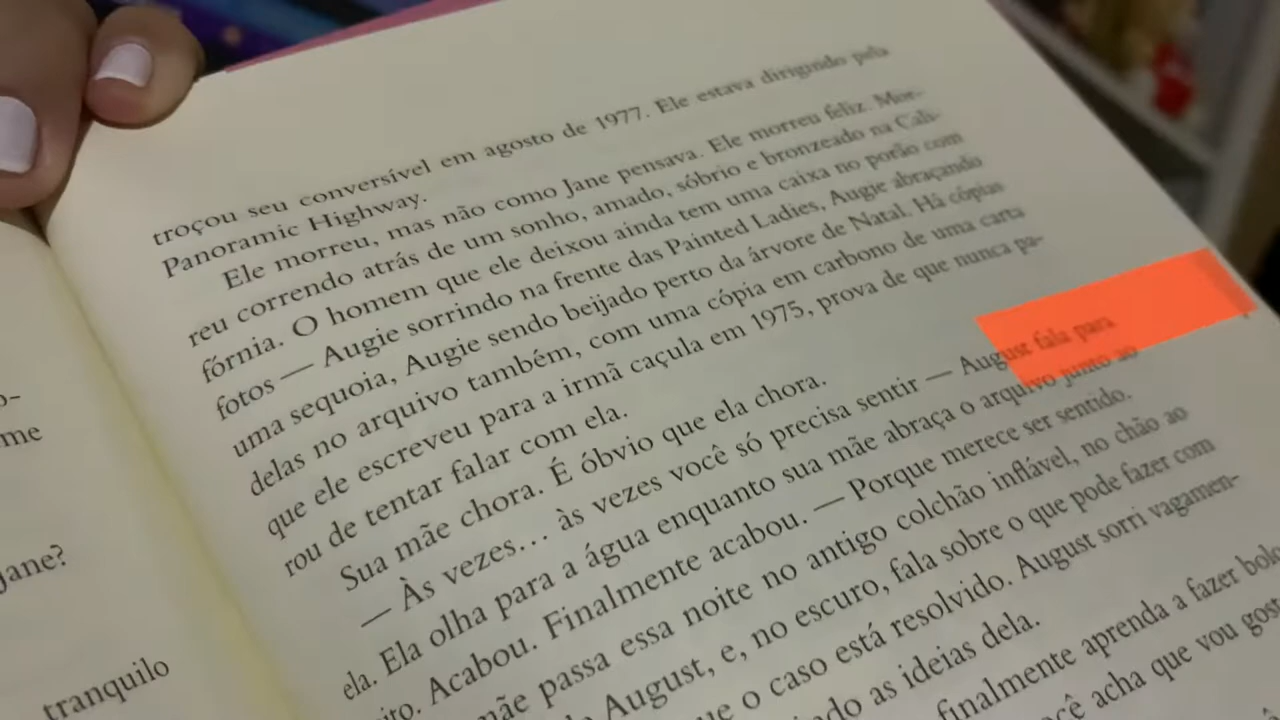 me
Jane?
tranquilo
troçou seu conversível em agosto de 1977. Ele estava dirigindo pela
Panoramic Highway.
Ele morreu, mas não como Jane pensava. Ele morreu feliz. Mor-
reu correndo atrás de um sonho, amado, sóbrio e bronzeado na Cali-
fórnia. O homem que ele deixou ainda tem uma caixa no porão com
fotos — Augie sorrindo na frente das Painted Ladies, Augie abraçando
uma sequoia, Augie sendo beijado perto da árvore de Natal. Há cópias
delas no arquivo também, com uma cópia em carbono de uma carta
que ele escreveu para a irmã caçula em 1975, prova de que nunca pa-
rou de tentar falar com ela.
Sua mãe chora. É óbvio que ela chora.
— Às vezes… às vezes você só precisa sentir — August fala para
ela. Ela olha para a água enquanto sua mãe abraça o arquivo junto ao
Acabou. Finalmente acabou. — Porque merece ser sentido.
mãe passa essa noite no antigo colchão inflável, no chão ao
August, e, no escuro, fala sobre o que pode fazer com
o caso está resolvido. August sorri vagamen-
as ideias dela.
finalmente aprenda a fazer bolo
acha que vou